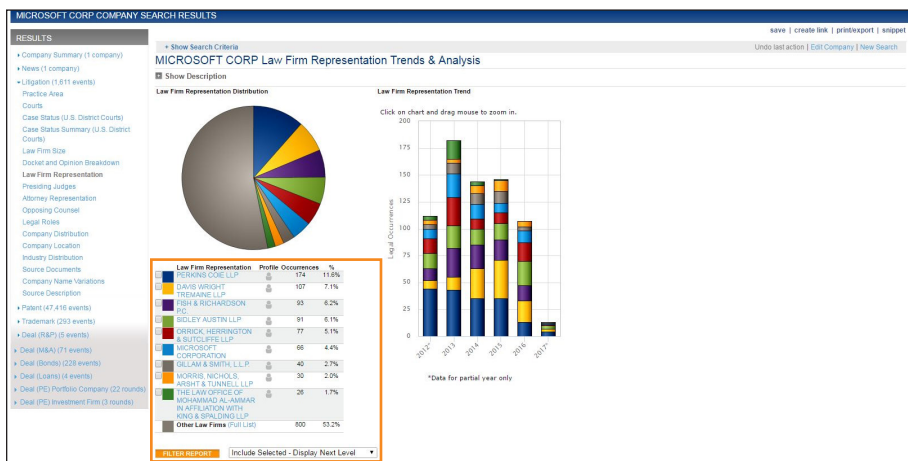 MICROSOFT CORP COMPANY SEARCH RESULTS
save | create link | print/export | snippet
RESULTS
Company Summary (1 company)
News (1 company)
Litigation (1,611 events)
Practice Area
Courts
Case Status (U.S. District Courts)
Case Status Summary (U.S. District
Courts)
Law Firm Size
Docket and Opinion Breakdown
Law Firm Representation
Presiding Judges
Attorney Representation
Opposing Counsel
Legal Roles
Company Distribution
Company Location
Industry Distribution
Source Documents
Company Name Variations
Source Description
Patent (47,416 events)
Trademark (293 events)
Deal (R&P) (5 events)
Deal (M&A) (71 events)
Deal (Bonds) (228 events)
Deal (Loans) (4 events)
Deal (PE) Portfolio Company (22 rounds)
Deal (PE) Investment Firm (3 rounds)
+ Show Search Criteria
Undo last action | Edit Company | New Search
MICROSOFT CORP Law Firm Representation Trends & Analysis
+ Show Description
Law Firm Representation Distribution
Law Firm Representation Profile Occurrences %
PERKINS COIE LLP 174 11.6%
DAVIS WRIGHT 107 7.1%
TREMAINE LLP
FISH & RICHARDSON 93 6.2%
P.C.
SIDLEY AUSTIN LLP 91 6.1%
ORRICK, HERRINGTON 77 5.1%
& SUTCLIFFE LLP
MICROSOFT 66 4.4%
CORPORATION
GILLAM & SMITH, L.L.P. 40 2.7%
MORRIS, NICHOLS, 30 2.0%
ARSHT & TUNNELL LLP
THE LAW OFFICE OF 26 1.7%
MOHAMMAD AL-AMMAR
IN AFFILIATION WITH
KING & SPALDING LLP
Other Law Firms (Full List) 800 53.2%
FILTER REPORT Include Selected - Display Next Level
Law Firm Representation Trend
Click on chart and drag mouse to zoom in.
200
175
150
125
100
75
50
25
0
Legal Occurrences
2012* 2013 2014 2015 2016 2017*
*Data for partial year only